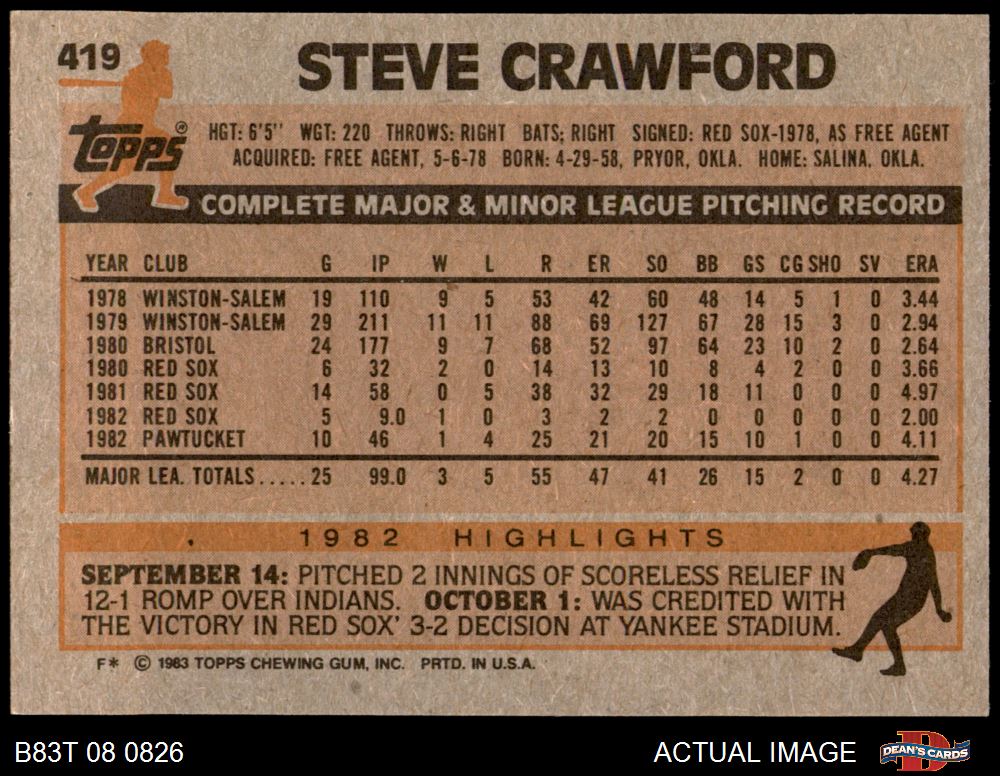 419
STEVE CRAWFORD
Topps®
HGT: 6'5" WGT: 220 THROWS: RIGHT BATS: RIGHT SIGNED: RED SOX-1978, AS FREE AGENT
ACQUIRED: FREE AGENT, 5-6-78 BORN: 4-29-58, PRYOR, OKLA. HOME: SALINA, OKLA.
COMPLETE MAJOR & MINOR LEAGUE PITCHING RECORD
YEAR CLUB G IP W L R ER SO BB GS CG SHO SV ERA
1978 WINSTON-SALEM 19 110 9 5 53 42 60 48 14 5 1 0 3.44
1979 WINSTON-SALEM 29 211 11 11 88 69 127 67 28 15 3 0 2.94
1980 BRISTOL 24 177 9 7 68 52 97 64 23 10 2 0 2.64
1980 RED SOX 6 32 2 0 14 13 10 8 4 2 0 0 3.66
1981 RED SOX 14 58 0 5 38 32 29 18 11 0 0 0 4.97
1982 RED SOX 5 9.0 1 0 3 2 2 0 0 0 0 0 2.00
1982 PAWTUCKET 10 46 1 4 25 21 20 15 10 1 0 0 4.11
MAJOR LEA. TOTALS.....25 99.0 3 5 55 47 41 26 15 2 0 0 4.27
1982 HIGHLIGHTS
SEPTEMBER 14: PITCHED 2 INNINGS OF SCORELESS RELIEF IN
12-1 ROMP OVER INDIANS. OCTOBER 1: WAS CREDITED WITH
THE VICTORY IN RED SOX' 3-2 DECISION AT YANKEE STADIUM.
F* © 1983 TOPPS CHEWING GUM, INC. PRTD. IN U.S.A.
B83T 08 0826
ACTUAL IMAGE
D
DEAN'S CARDS